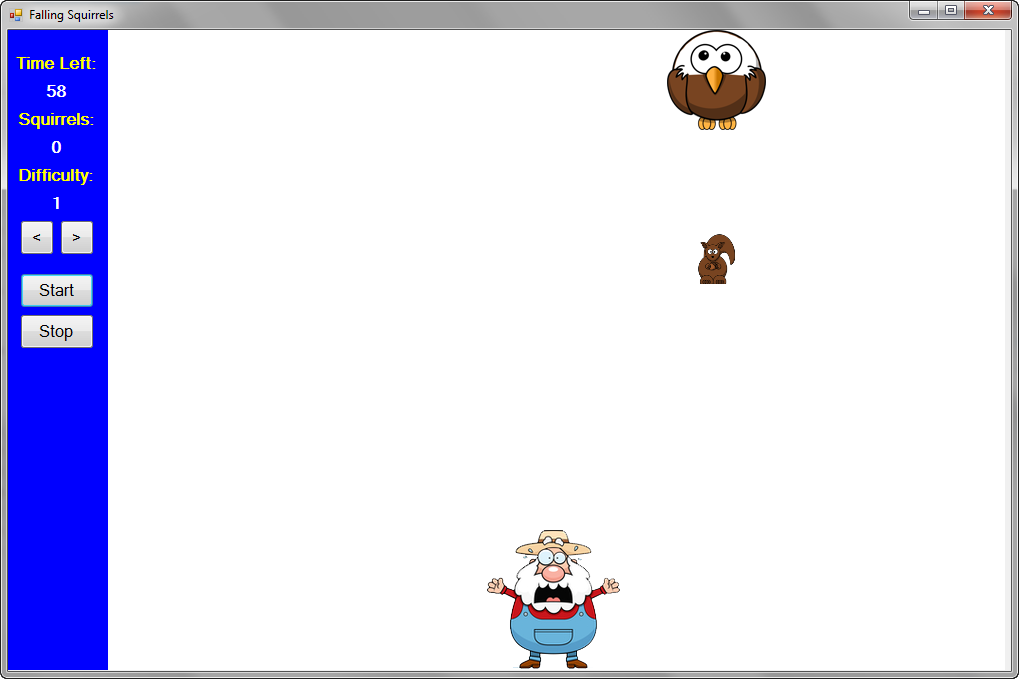 Falling Squirrels
Time Left:
58
Squirrels:
0
Difficulty:
1
< >
Start
Stop